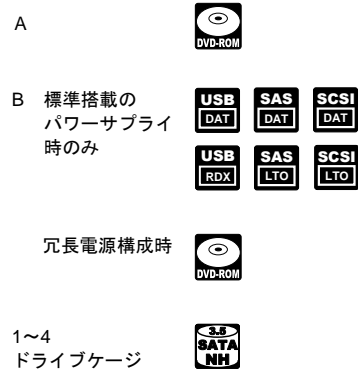 A
DVD-ROM
B 標準搭載の
パワーサプライ
時のみ
USB DAT SAS DAT SCSI DAT
USB RDX SAS LTO SCSI LTO
冗長電源構成時
DVD-ROM
1～4
ドライブケージ
3.5 SATA NH